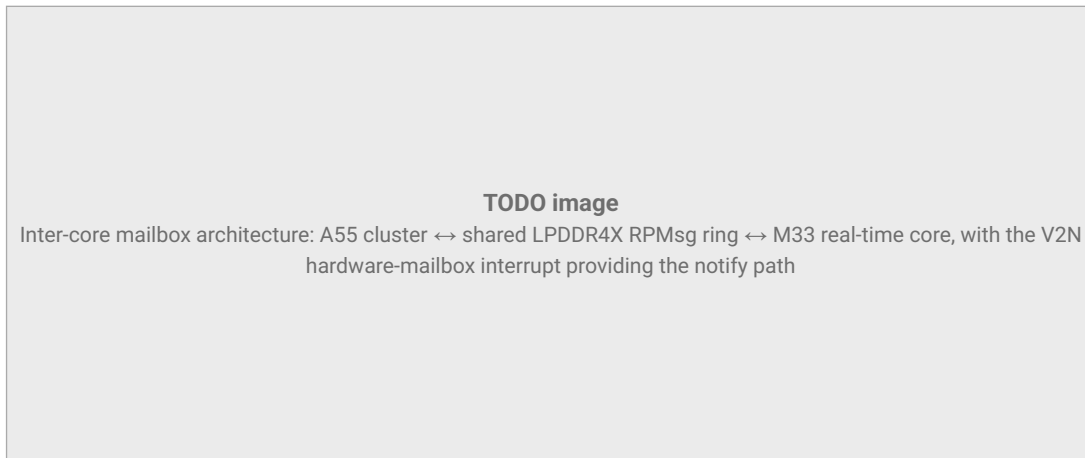 TODO image
Inter-core mailbox architecture: A55 cluster ↔ shared LPDDR4X RPMsg ring ↔ M33 real-time core, with the V2N
hardware-mailbox interrupt providing the notify path